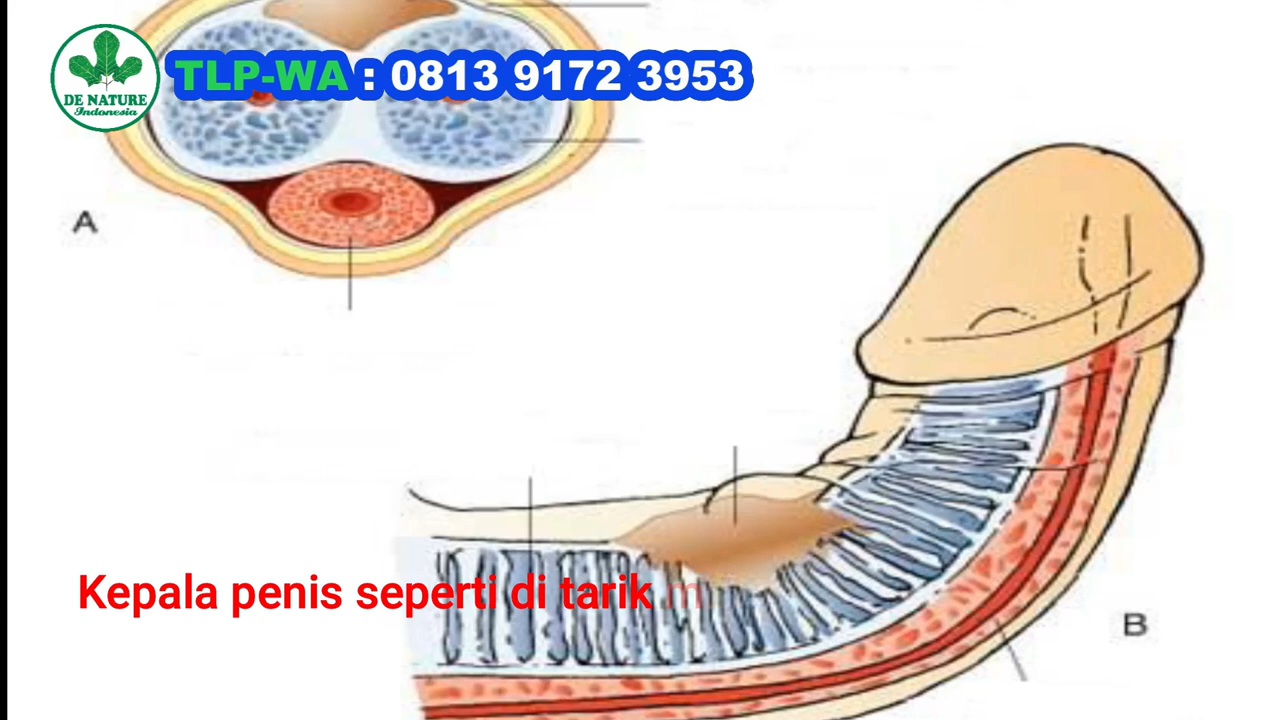 TLP-WA : 0813 9172 3953
DE NATURE
Indonesia
A
Kepala penis seperti di tarik m
B